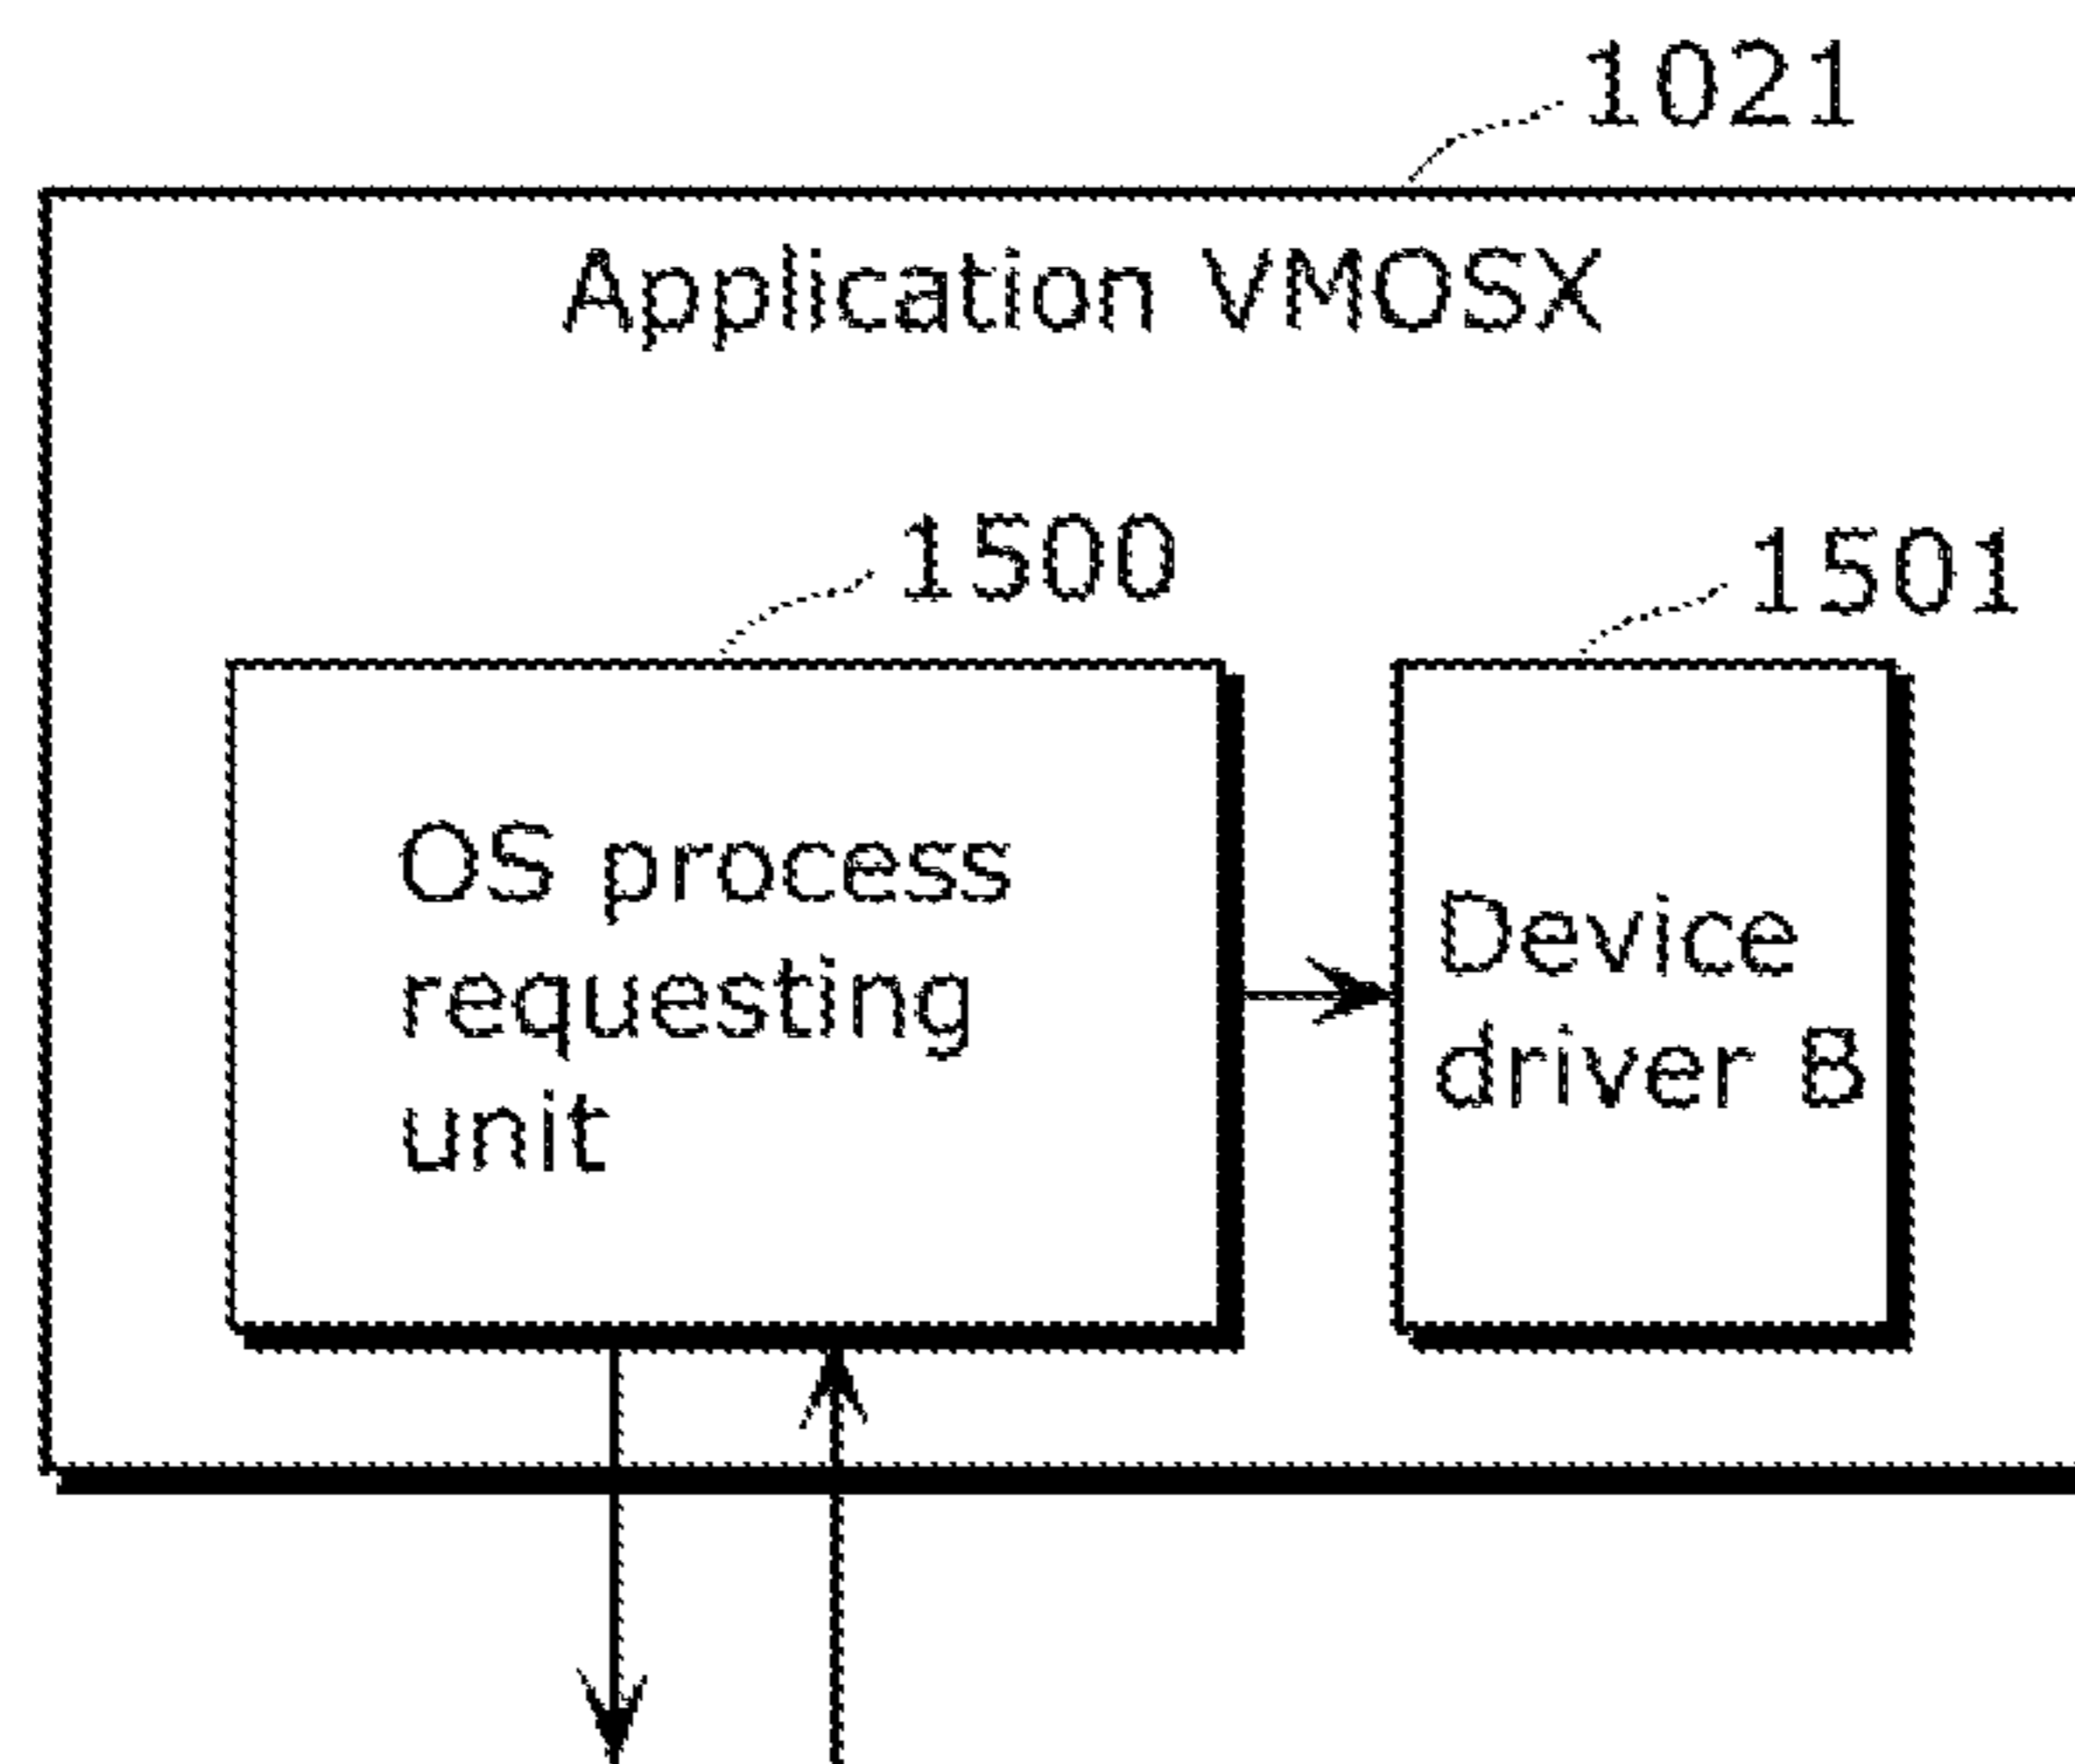 1021
Application VMOSX
1500
1501
OS process
requesting
unit
Device
driver B